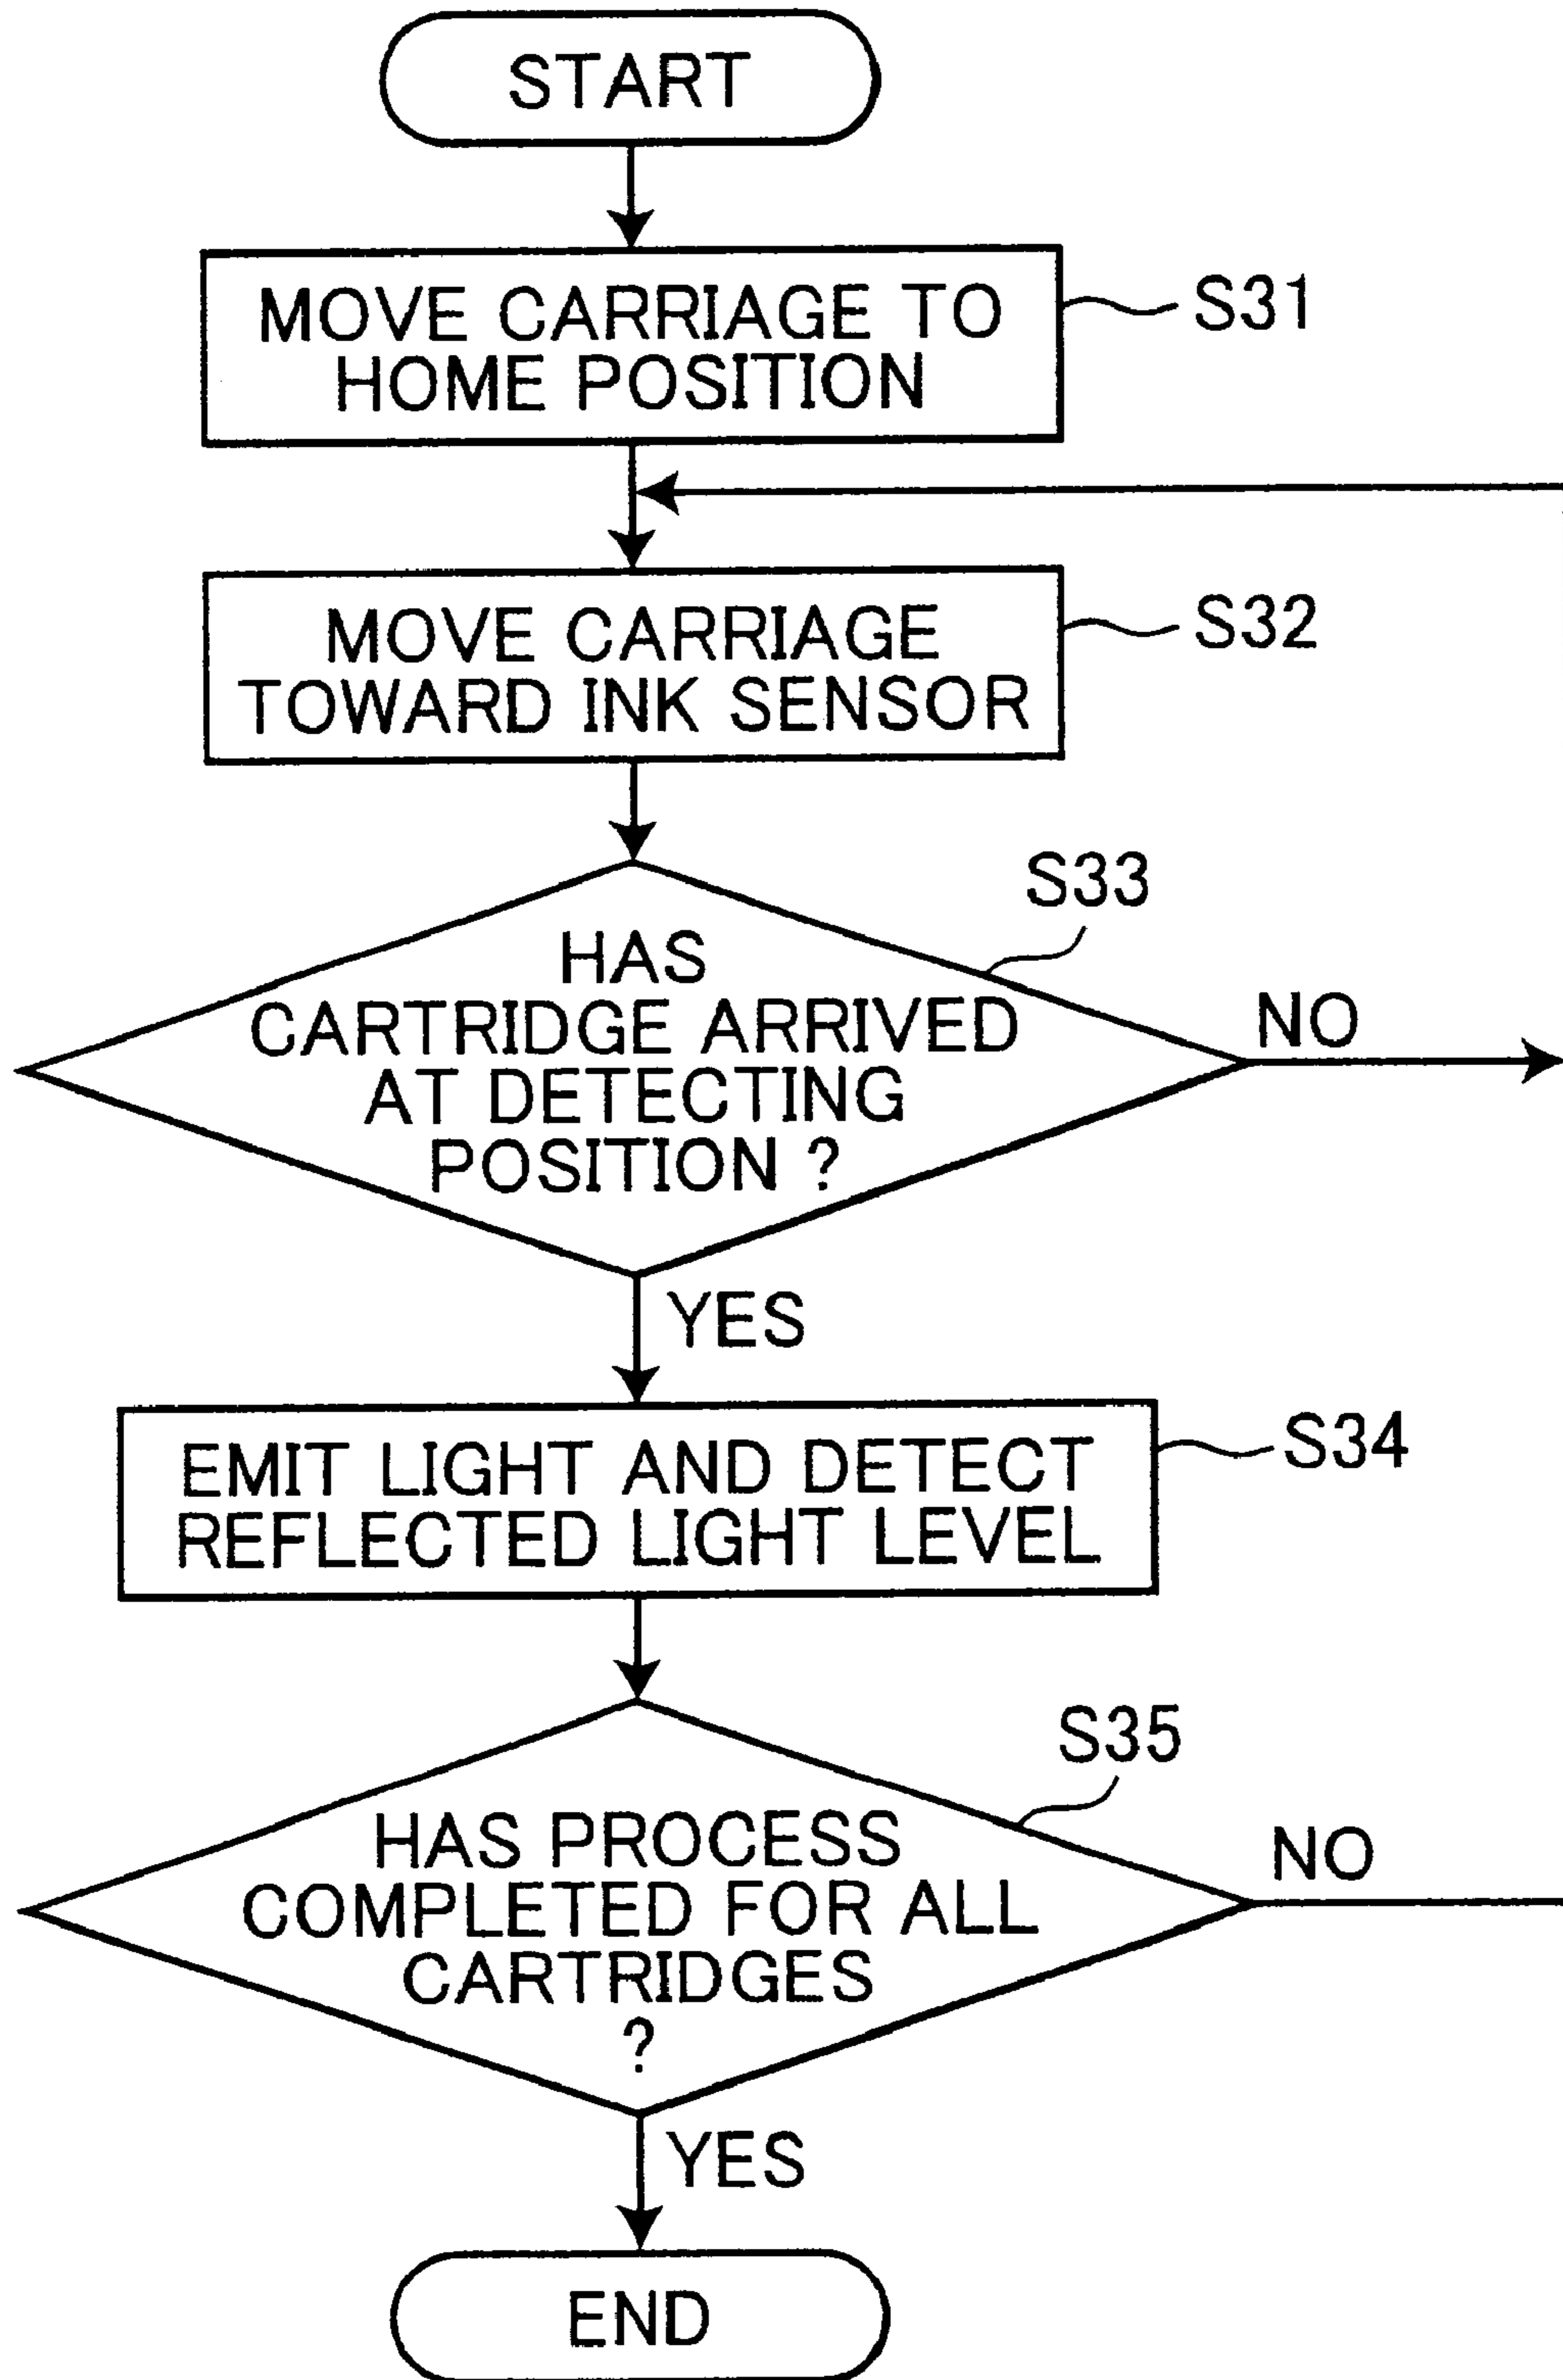 START
MOVE CARRIAGE TO
HOME POSITION
S31
MOVE CARRIAGE
TOWARD INK SENSOR
S32
S33
HAS
CARTRIDGE ARRIVED
AT DETECTING
POSITION ?
NO
YES
EMIT LIGHT AND DETECT
REFLECTED LIGHT LEVEL
S34
S35
HAS PROCESS
COMPLETED FOR ALL
CARTRIDGES
?
NO
YES
END